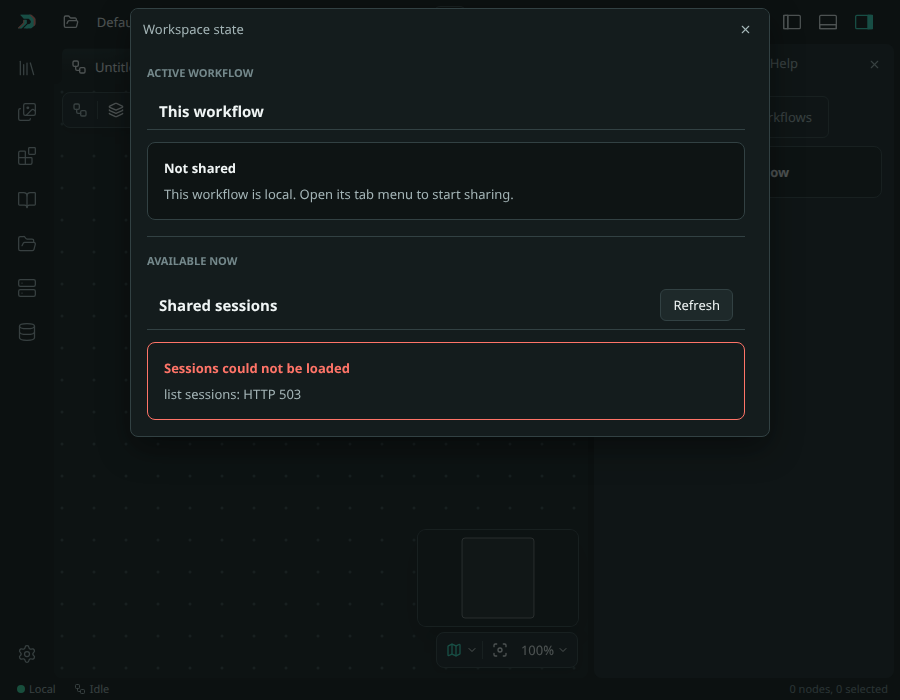 Defau
Workspace state
Help
Untitl
ACTIVE WORKFLOW
This workflow
rkflows
Not shared
ow
This workflow is local. Open its tab menu to start sharing.
AVAILABLE NOW
Shared sessions
Refresh
Sessions could not be loaded
list sessions: HTTP 503
100%
Local
Idle
0 nodes, 0 selected